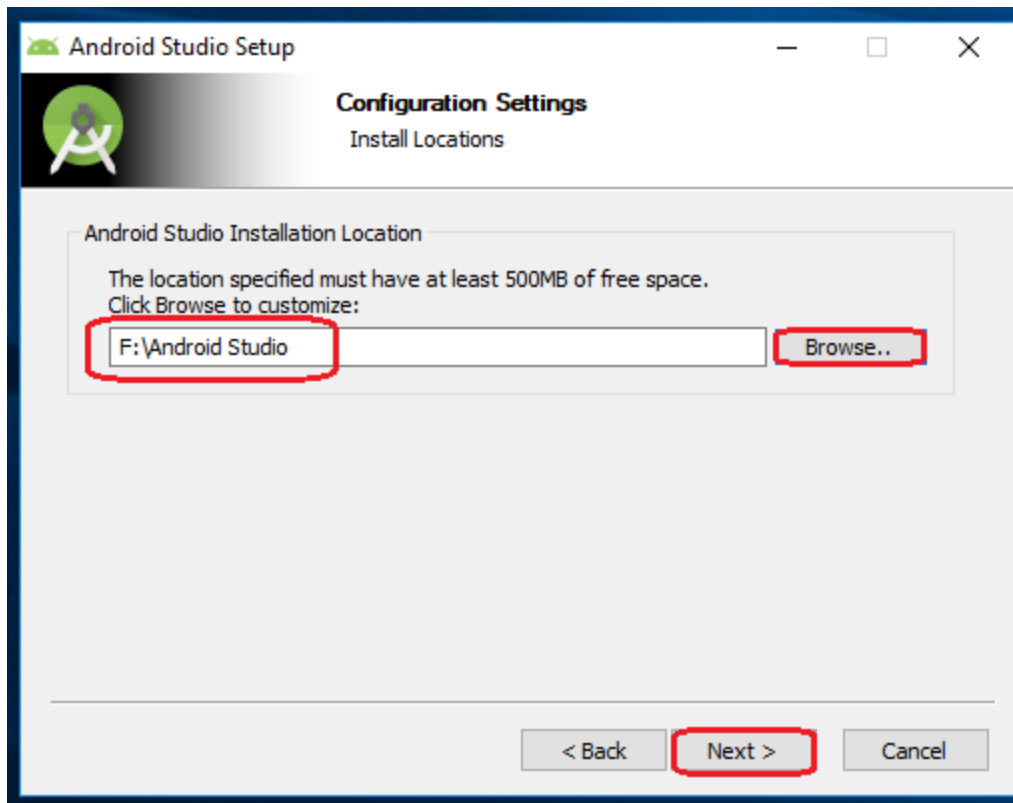 Android Studio Setup
Configuration Settings
Install Locations
Android Studio Installation Location
The location specified must have at least 500MB of free space.
Click Browse to customize:
F:\Android Studio
Browse..
< Back
Next >
Cancel